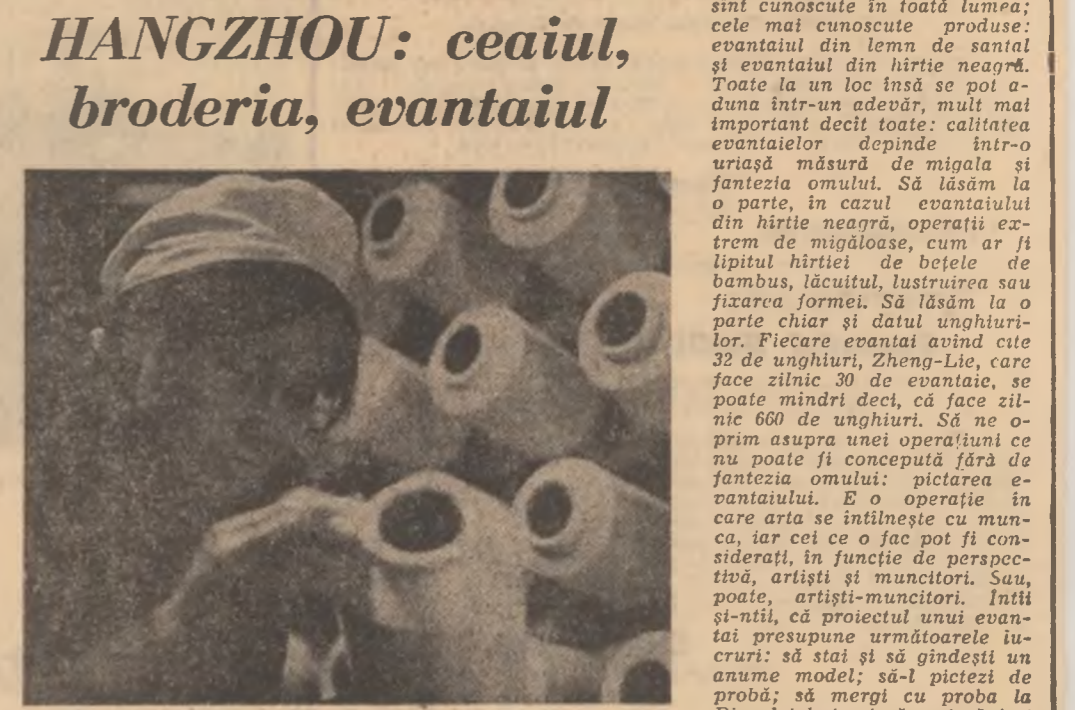 HANGZHOU: ceaiul,
broderia, evantaiul
sînt cunoscute în toată lumea;
cele mai cunoscute produse:
evantaiul din lemn de santal
și evantaiul din hîrtie neagră.
Toate la un loc însă se pot a-
duna într-un adevăr, mult mai
important decît toate: calitatea
evantaielor depinde într-o
uriașă măsură de migala și
fantezia omului. Să lăsăm la
o parte, în cazul evantaiului
din hîrtie neagră, operații ex-
trem de migăloase, cum ar fi
lipitul hîrtiei de bețele de
bambus, lăcuitul, lustruirea sau
fixarea formei. Să lăsăm la o
parte chiar și datul unghiuri-
lor. Fiecare evantai avînd cîte
32 de unghiuri, Zheng-Lie, care
face zilnic 30 de evantaie, se
poate mîndri deci, că face zil-
nic 660 de unghiuri. Să ne o-
prim asupra unei operațiuni ce
nu poate fi concepută fără de
fantezia omului: pictarea e-
vantaiului. E o operație în
care arta se întîlnește cu mun-
ca, iar cei ce o fac pot fi con-
siderați, în funcție de perspec-
tivă, artiști și muncitori. Sau,
poate, artiști-muncitori. Întîi
și-ntîi, că proiectul unui evan-
tai presupune următoarele lu-
cruri: să stai și să gîndești un
anume model; să-l pictezi de
probă; să mergi cu proba la